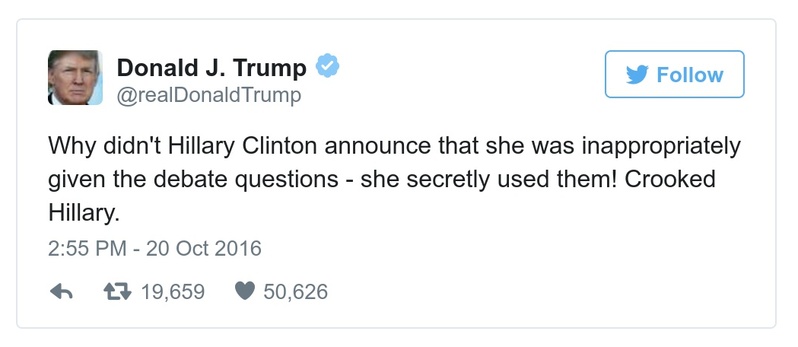 Donald J. Trump
@realDonaldTrump
Follow
Why didn't Hillary Clinton announce that she was inappropriately
given the debate questions - she secretly used them! Crooked
Hillary.
2:55 PM - 20 Oct 2016
19,659 50,626